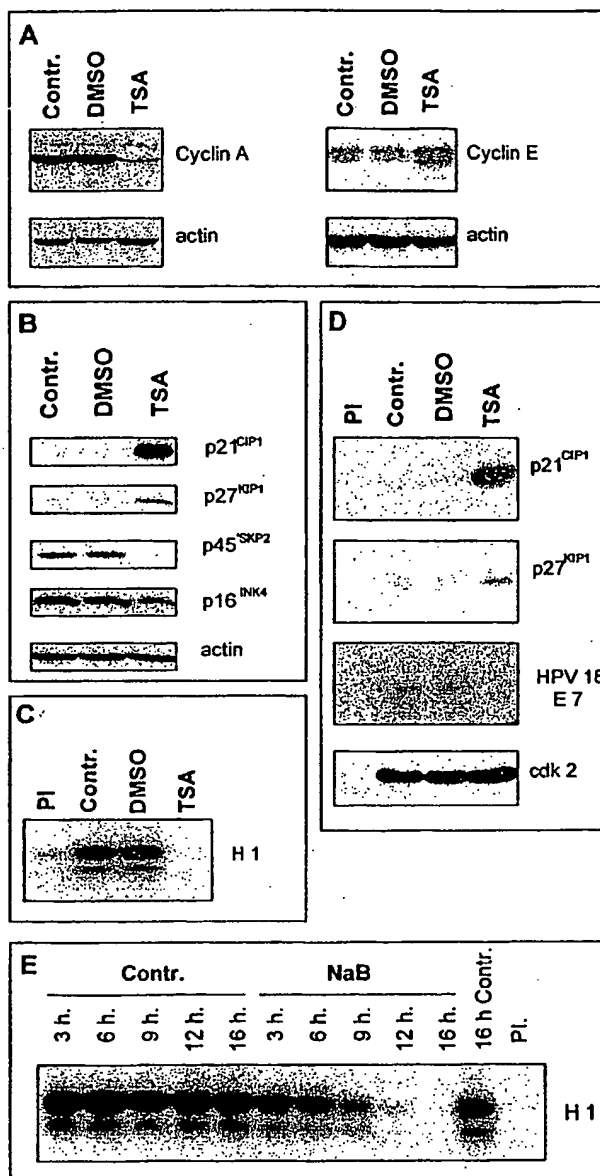 A
Contr.
DMSO
TSA
Cyclin A
actin
Contr.
DMSO
TSA
Cyclin E
actin
B
Contr.
DMSO
TSA
p21CIP1
p27KIP1
p45SKP2
p16INK4
actin
C
PI
Contr.
DMSO
TSA
H 1
D
PI
Contr.
DMSO
TSA
p21CIP1
p27KIP1
HPV 18
E 7
cdk 2
E
Contr.
NaB
3 h.
6 h.
9 h.
12 h.
16 h.
3 h.
6 h.
9 h.
12 h.
16 h.
16 h Contr.
PI.
H 1